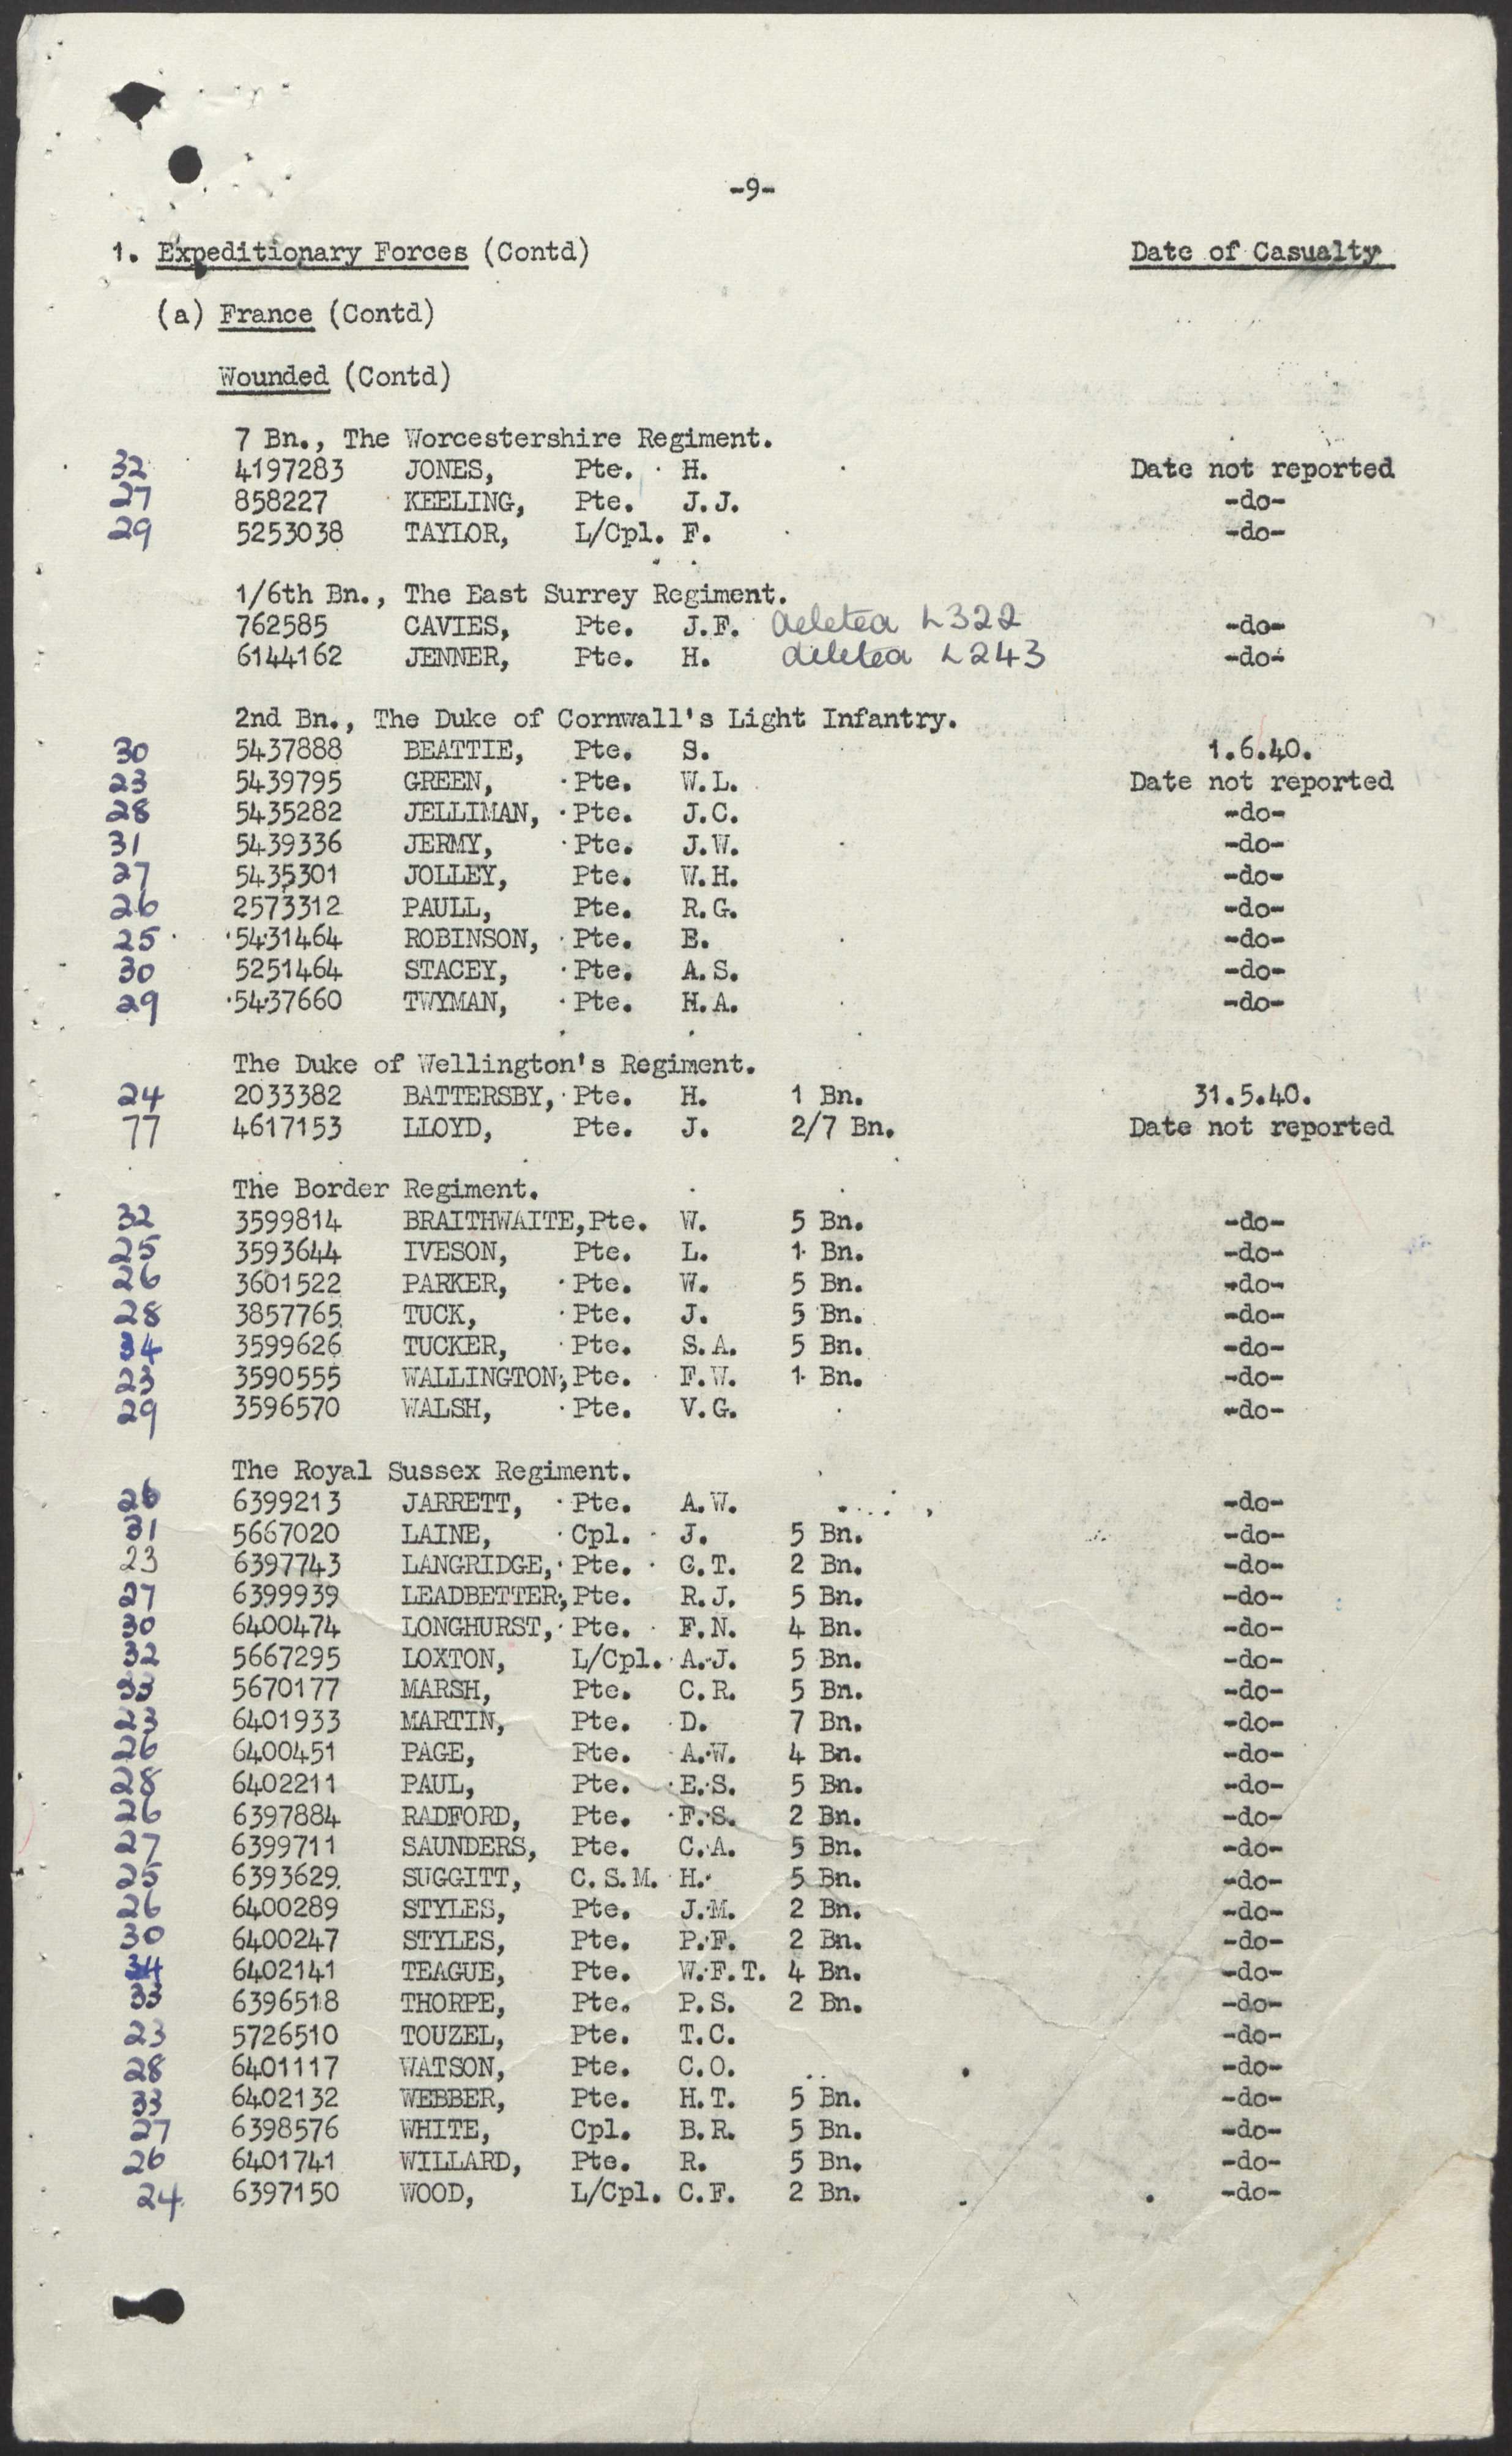 -9-
1. Expeditionary Forces (Contd) Date of Casualty
(a) France (Contd)
Wounded (Contd)
7 Bn., The Worcestershire Regiment.
32 4197283 JONES, Pte. H. Date not reported
27 858227 KEELING, Pte. J.J. -do-
29 5253038 TAYLOR, L/Cpl. F. -do-
1/6th Bn., The East Surrey Regiment.
762585 CAVIES, Pte. J.F. deleted L322 -do-
6144162 JENNER, Pte. H. deleted L243 -do-
2nd Bn., The Duke of Cornwall's Light Infantry.
30 5437888 BEATTIE, Pte. S. 1.6.40.
23 5439795 GREEN, Pte. W.L. Date not reported
28 5435282 JELLIMAN, Pte. J.C. -do-
31 5439336 JERMY, Pte. J.W. -do-
27 5435301 JOLLEY, Pte. W.H. -do-
26 2573312 PAULL, Pte. R.G. -do-
25 5431464 ROBINSON, Pte. E. -do-
30 5251464 STACEY, Pte. A.S. -do-
29 5437660 TWYMAN, Pte. H.A. -do-
The Duke of Wellington's Regiment.
24 2033382 BATTERSBY, Pte. H. 1 Bn. 31.5.40.
77 4617153 LLOYD, Pte. J. 2/7 Bn. Date not reported
The Border Regiment.
32 3599814 BRAITHWAITE, Pte. W. 5 Bn. -do-
25 3593644 IVESON, Pte. L. 1 Bn. -do-
26 3601522 PARKER, Pte. W. 5 Bn. -do-
28 3857765 TUCK, Pte. J. 5 Bn. -do-
34 3599626 TUCKER, Pte. S.A. 5 Bn. -do-
23 3590555 WALLINGTON, Pte. F.W. 1 Bn. -do-
29 3596570 WALSH, Pte. V.G. -do-
The Royal Sussex Regiment.
26 6399213 JARRETT, Pte. A.W. -do-
31 5667020 LAINE, Cpl. J. 5 Bn. -do-
23 6397743 LANGRIDGE, Pte. G.T. 2 Bn. -do-
27 6399939 LEADBETTER, Pte. R.J. 5 Bn. -do-
30 6400474 LONGHURST, Pte. F.N. 4 Bn. -do-
32 5667295 LOXTON, L/Cpl. A.J. 5 Bn. -do-
33 5670177 MARSH, Pte. C.R. 5 Bn. -do-
23 6401933 MARTIN, Pte. D. 7 Bn. -do-
26 6400451 PAGE, Pte. A.W. 4 Bn. -do-
28 6402211 PAUL, Pte. E.S. 5 Bn. -do-
26 6397884 RADFORD, Pte. F.S. 2 Bn. -do-
27 6399711 SAUNDERS, Pte. C.A. 5 Bn. -do-
25 6393629 SUGGITT, C.S.M. H. 5 Bn. -do-
26 6400289 STYLES, Pte. J.M. 2 Bn. -do-
30 6400247 STYLES, Pte. P.F. 2 Bn. -do-
34 6402141 TEAGUE, Pte. W.F.T. 4 Bn. -do-
33 6396518 THORPE, Pte. P.S. 2 Bn. -do-
23 5726510 TOUZEL, Pte. T.C. -do-
28 6401117 WATSON, Pte. C.O. -do-
33 6402132 WEBBER, Pte. H.T. 5 Bn. -do-
27 6398576 WHITE, Cpl. B.R. 5 Bn. -do-
26 6401741 WILLARD, Pte. R. 5 Bn. -do-
24 6397150 WOOD, L/Cpl. C.F. 2 Bn. -do-